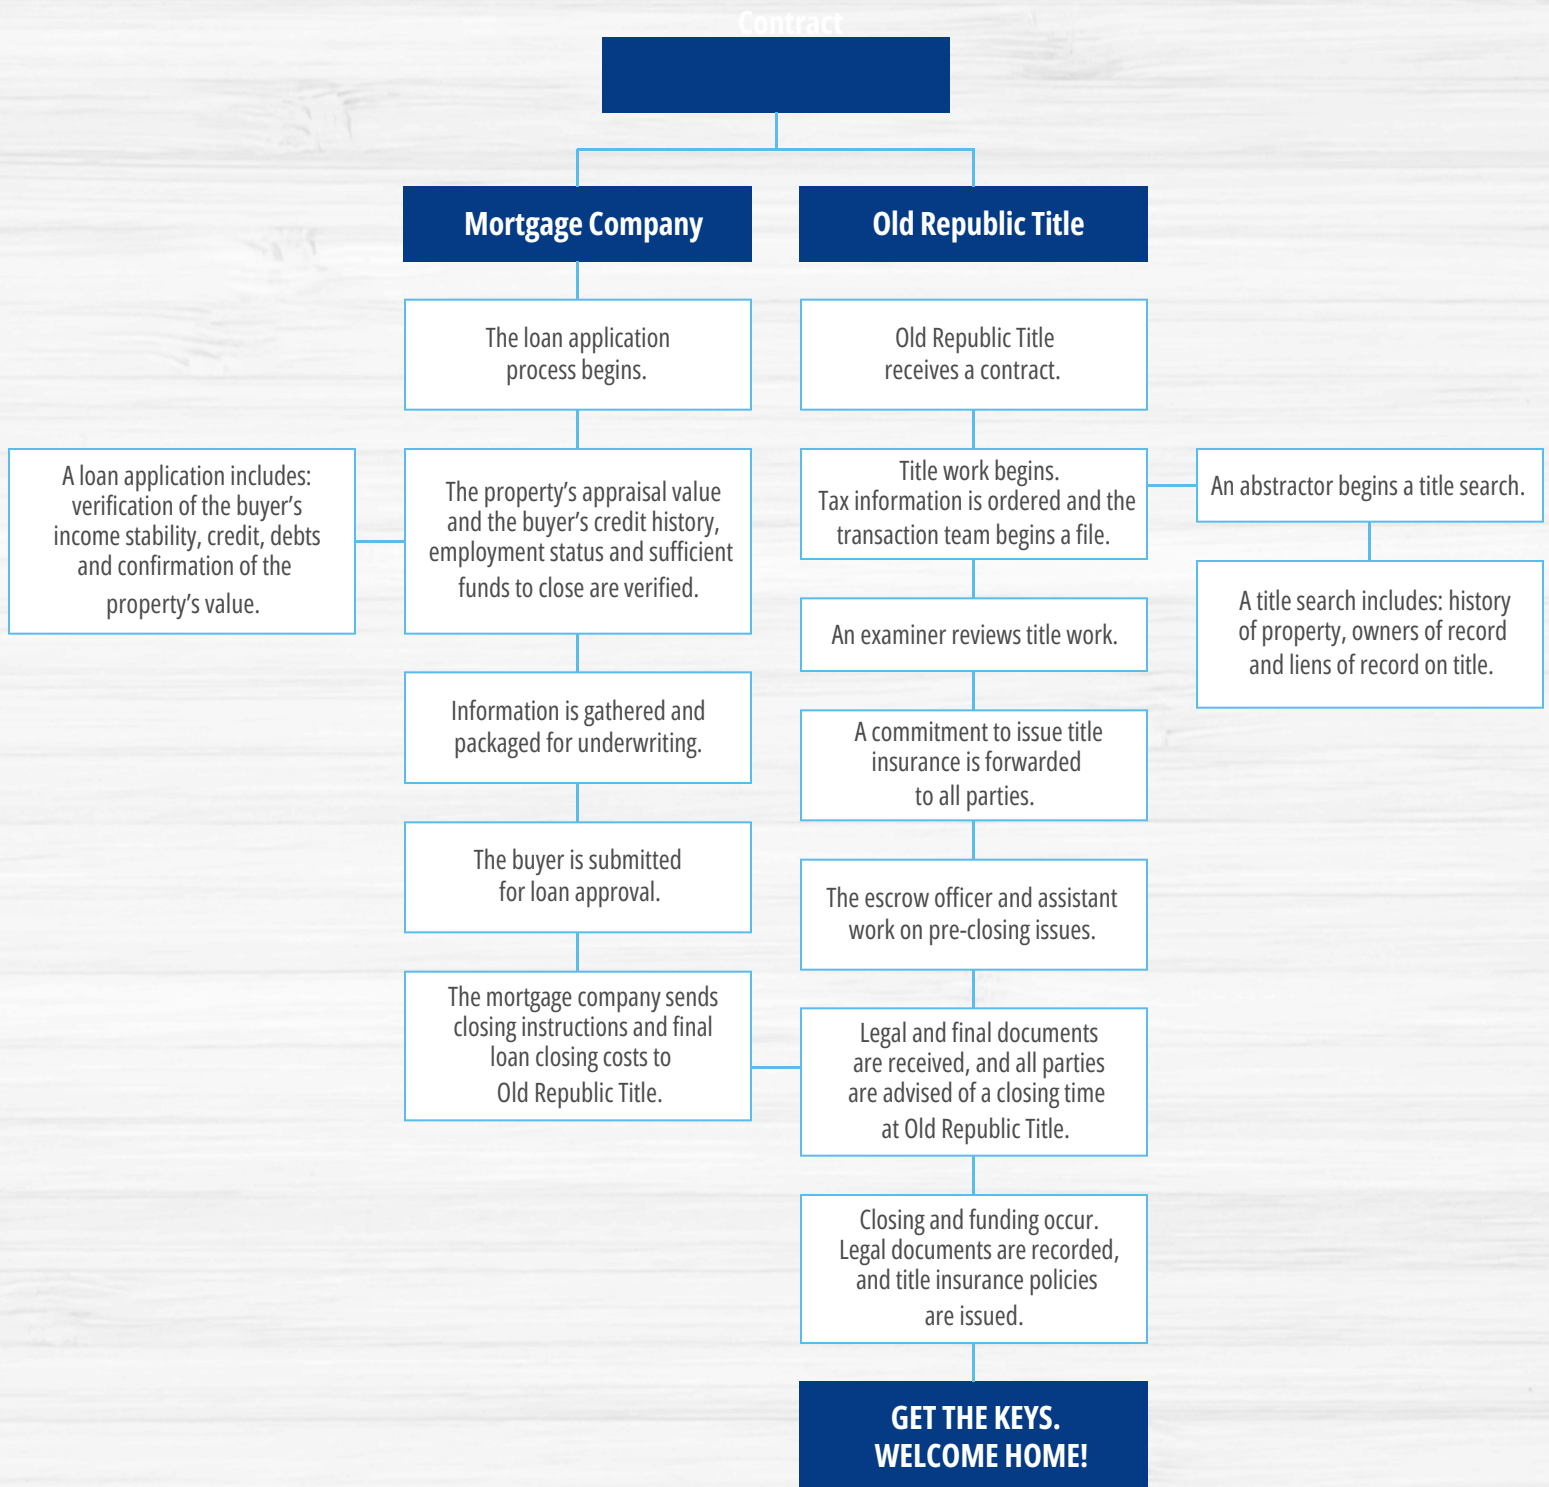 Contract
Mortgage Company
Old Republic Title
The loan application
process begins.
Old Republic Title
receives a contract.
A loan application includes:
verification of the buyer’s
income stability, credit, debts
and confirmation of the
property’s value.
The property’s appraisal value
and the buyer’s credit history,
employment status and sufficient
funds to close are verified.
Title work begins.
Tax information is ordered and the
transaction team begins a file.
An abstractor begins a title search.
A title search includes: history
of property, owners of record
and liens of record on title.
An examiner reviews title work.
Information is gathered and
packaged for underwriting.
A commitment to issue title
insurance is forwarded
to all parties.
The buyer is submitted
for loan approval.
The escrow officer and assistant
work on pre-closing issues.
The mortgage company sends
closing instructions and final
loan closing costs to
Old Republic Title.
Legal and final documents
are received, and all parties
are advised of a closing time
at Old Republic Title.
Closing and funding occur.
Legal documents are recorded,
and title insurance policies
are issued.
GET THE KEYS.
WELCOME HOME!